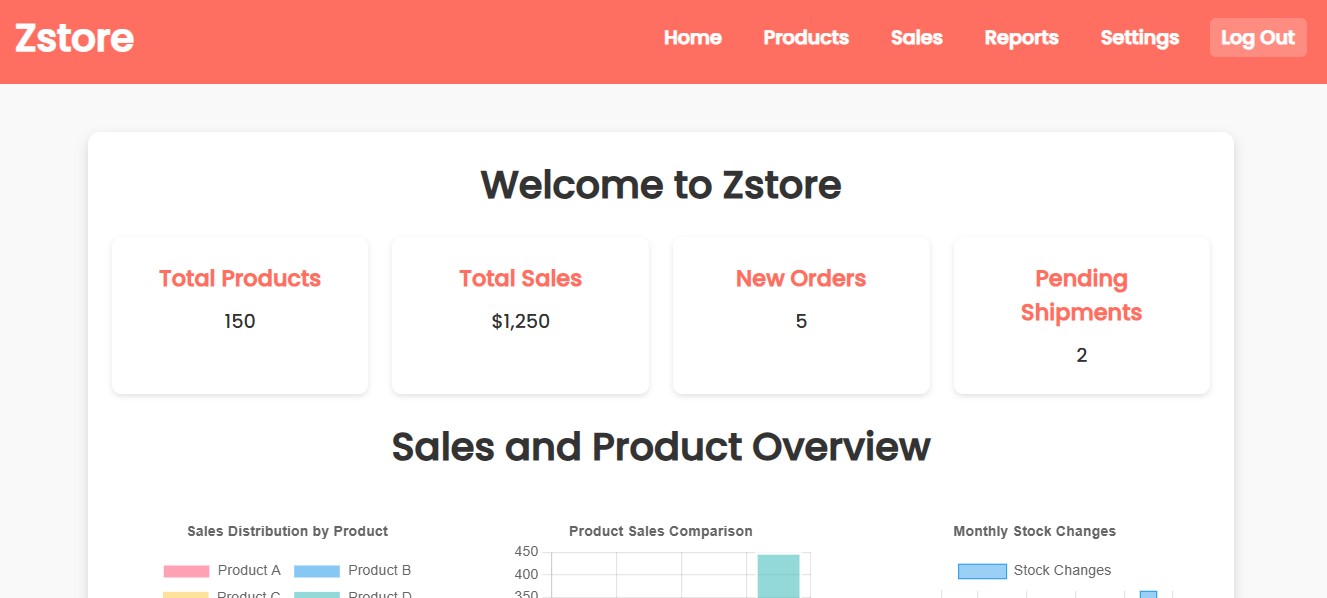 Zstore
Home Products Sales Reports Settings Log Out
Welcome to Zstore
Total Products
150
Total Sales
$1,250
New Orders
5
Pending
Shipments
2
Sales and Product Overview
Sales Distribution by Product
Product A Product B
Product C Product D
Product Sales Comparison
450
400
350
Monthly Stock Changes
Stock Changes